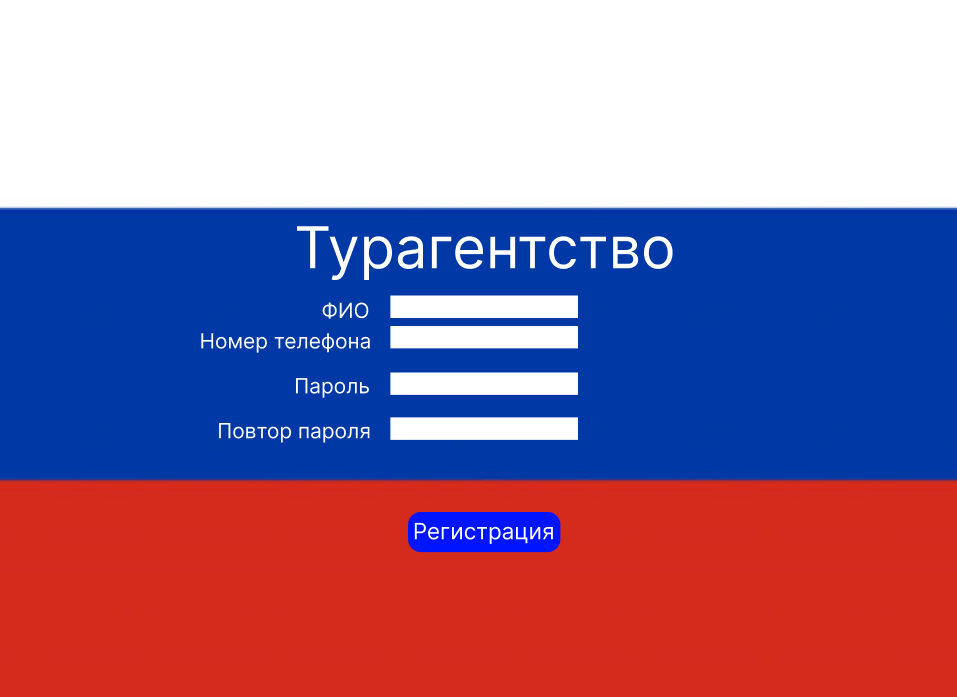 Турагентство
ФИО
Номер телефона
Пароль
Повтор пароля
Регистрация